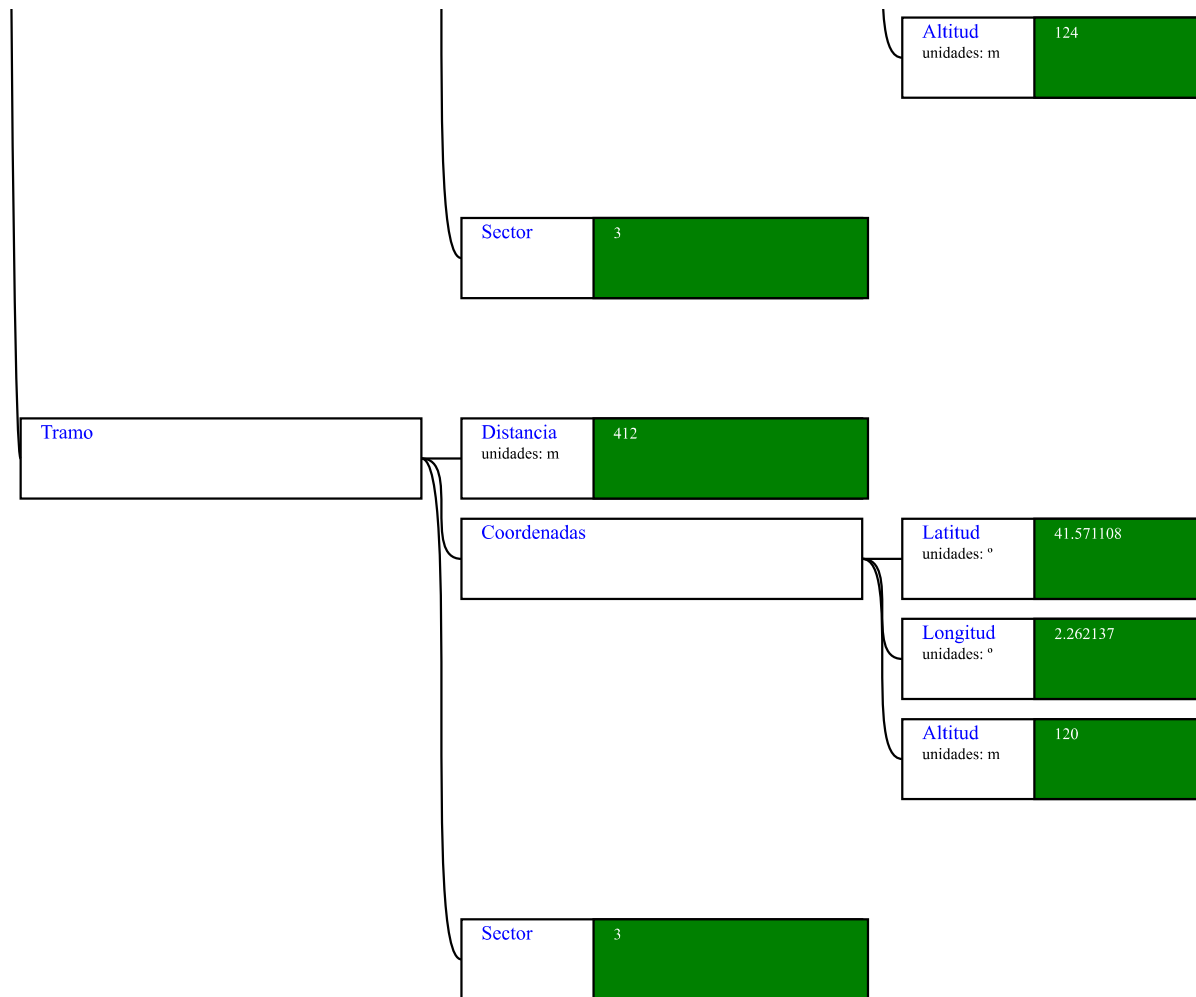 Altitud
unidades: m
124
Sector
3
Tramo
Distancia
unidades: m
412
Coordenadas
Latitud
unidades: º
41.571108
Longitud
unidades: º
2.262137
Altitud
unidades: m
120
Sector
3